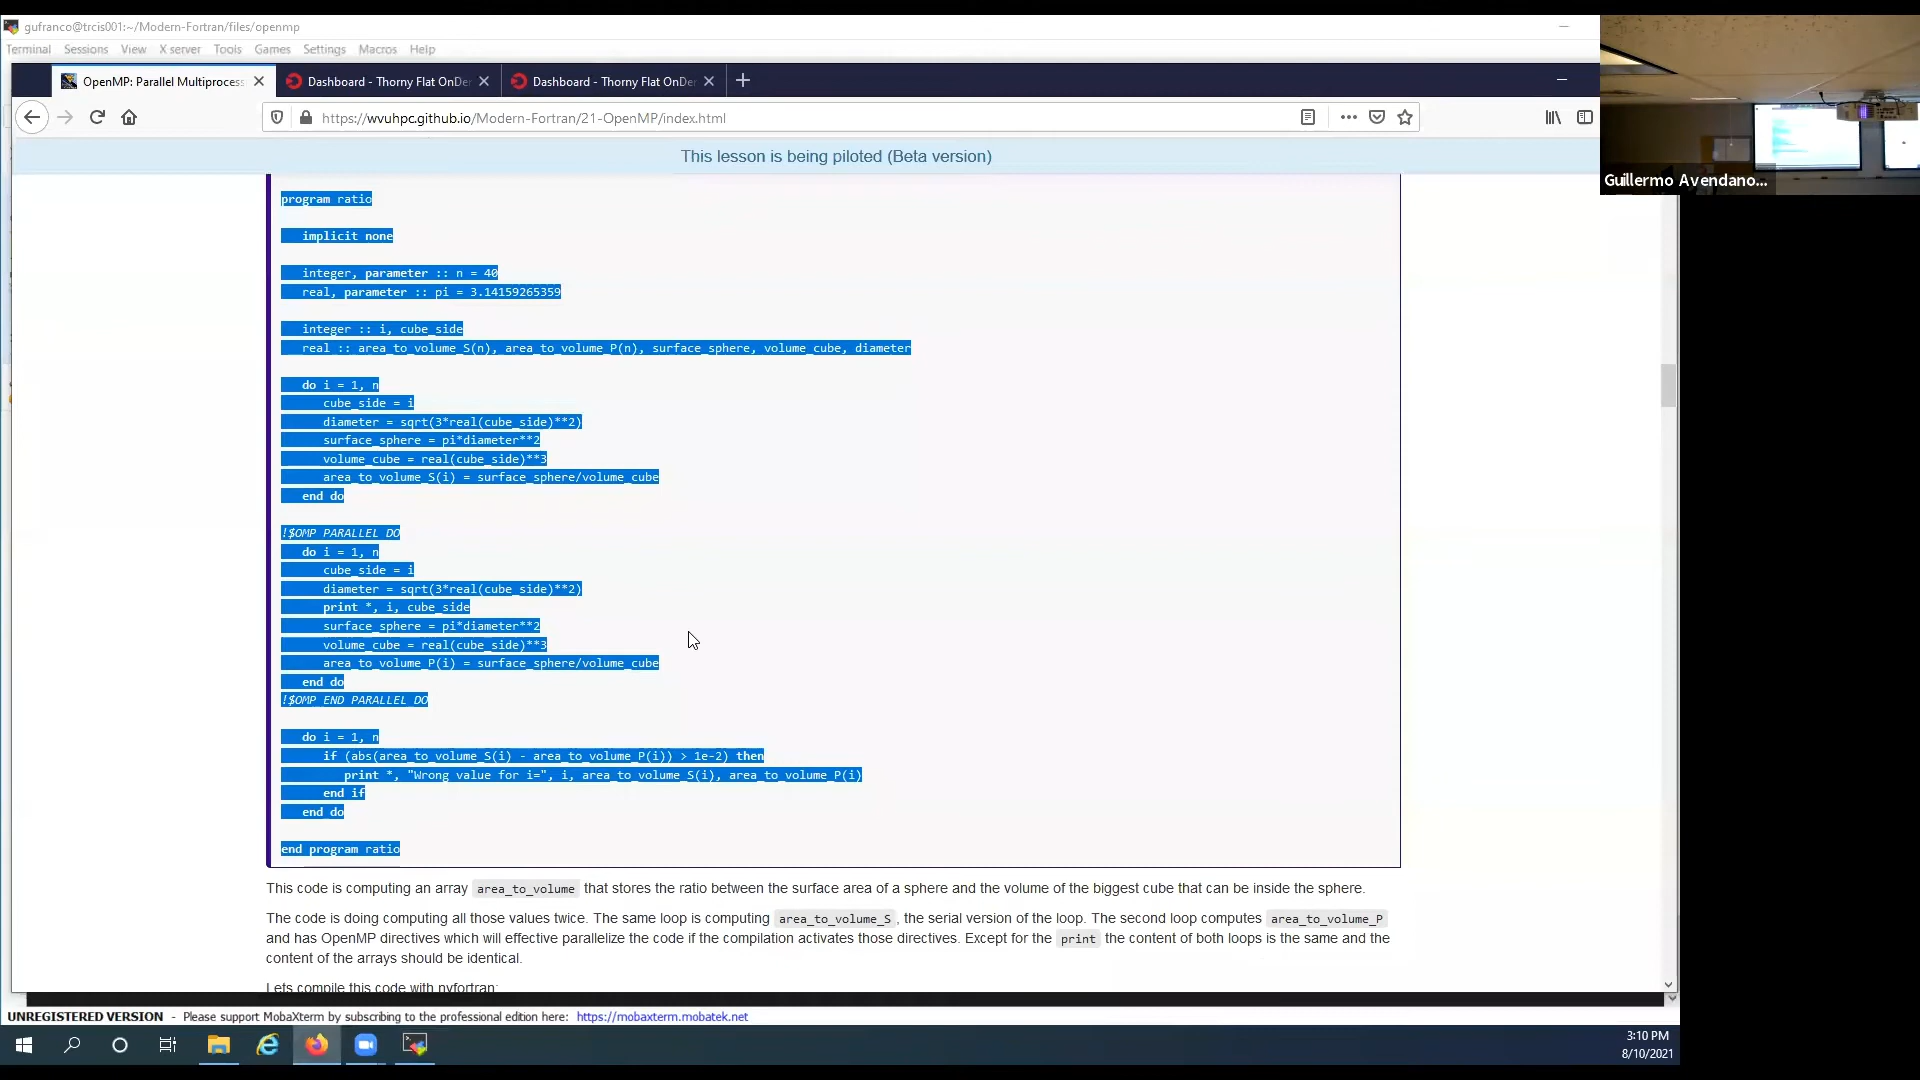 gufranco@trcis001:~/Modern-Fortran/files/openmp
Terminal Sessions View X server Tools Games Settings Macros Help
OpenMP: Parallel Multiprocess Dashboard - Thorny Flat OnDe Dashboard - Thorny Flat OnDe
https://wvuhpc.github.io/Modern-Fortran/21-OpenMP/index.html
This lesson is being piloted (Beta version)
Guillermo Avendano...
program ratio
implicit none
integer, parameter :: n = 40
real, parameter :: pi = 3.14159265359
integer :: i, cube_side
real :: area_to_volume_S(n), area_to_volume_P(n), surface_sphere, volume_cube, diameter
do i = 1, n
cube_side = i
diameter = sqrt(3*real(cube_side)**2)
surface_sphere = pi*diameter**2
volume_cube = real(cube_side)**3
area_to_volume_S(i) = surface_sphere/volume_cube
end do
!$OMP PARALLEL DO
do i = 1, n
cube_side = i
diameter = sqrt(3*real(cube_side)**2)
print *, i, cube_side
surface_sphere = pi*diameter**2
volume_cube = real(cube_side)**3
area_to_volume_P(i) = surface_sphere/volume_cube
end do
!$OMP END PARALLEL DO
do i = 1, n
if (abs(area_to_volume_S(i) - area_to_volume_P(i)) > 1e-2) then
print *, "Wrong value for i=", i, area_to_volume_S(i), area_to_volume_P(i)
end if
end do
end program ratio
This code is computing an array area_to_volume that stores the ratio between the surface area of a sphere and the volume of the biggest cube that can be inside the sphere.
The code is doing computing all those values twice. The same loop is computing area_to_volume_S , the serial version of the loop. The second loop computes area_to_volume_P
and has OpenMP directives which will effective parallelize the code if the compilation activates those directives. Except for the print the content of both loops is the same and the
content of the arrays should be identical.
Lets compile this code with nvfortran:
UNREGISTERED VERSION - Please support MobaXterm by subscribing to the professional edition here: https://mobaxterm.mobatek.net
3:10 PM
8/10/2021